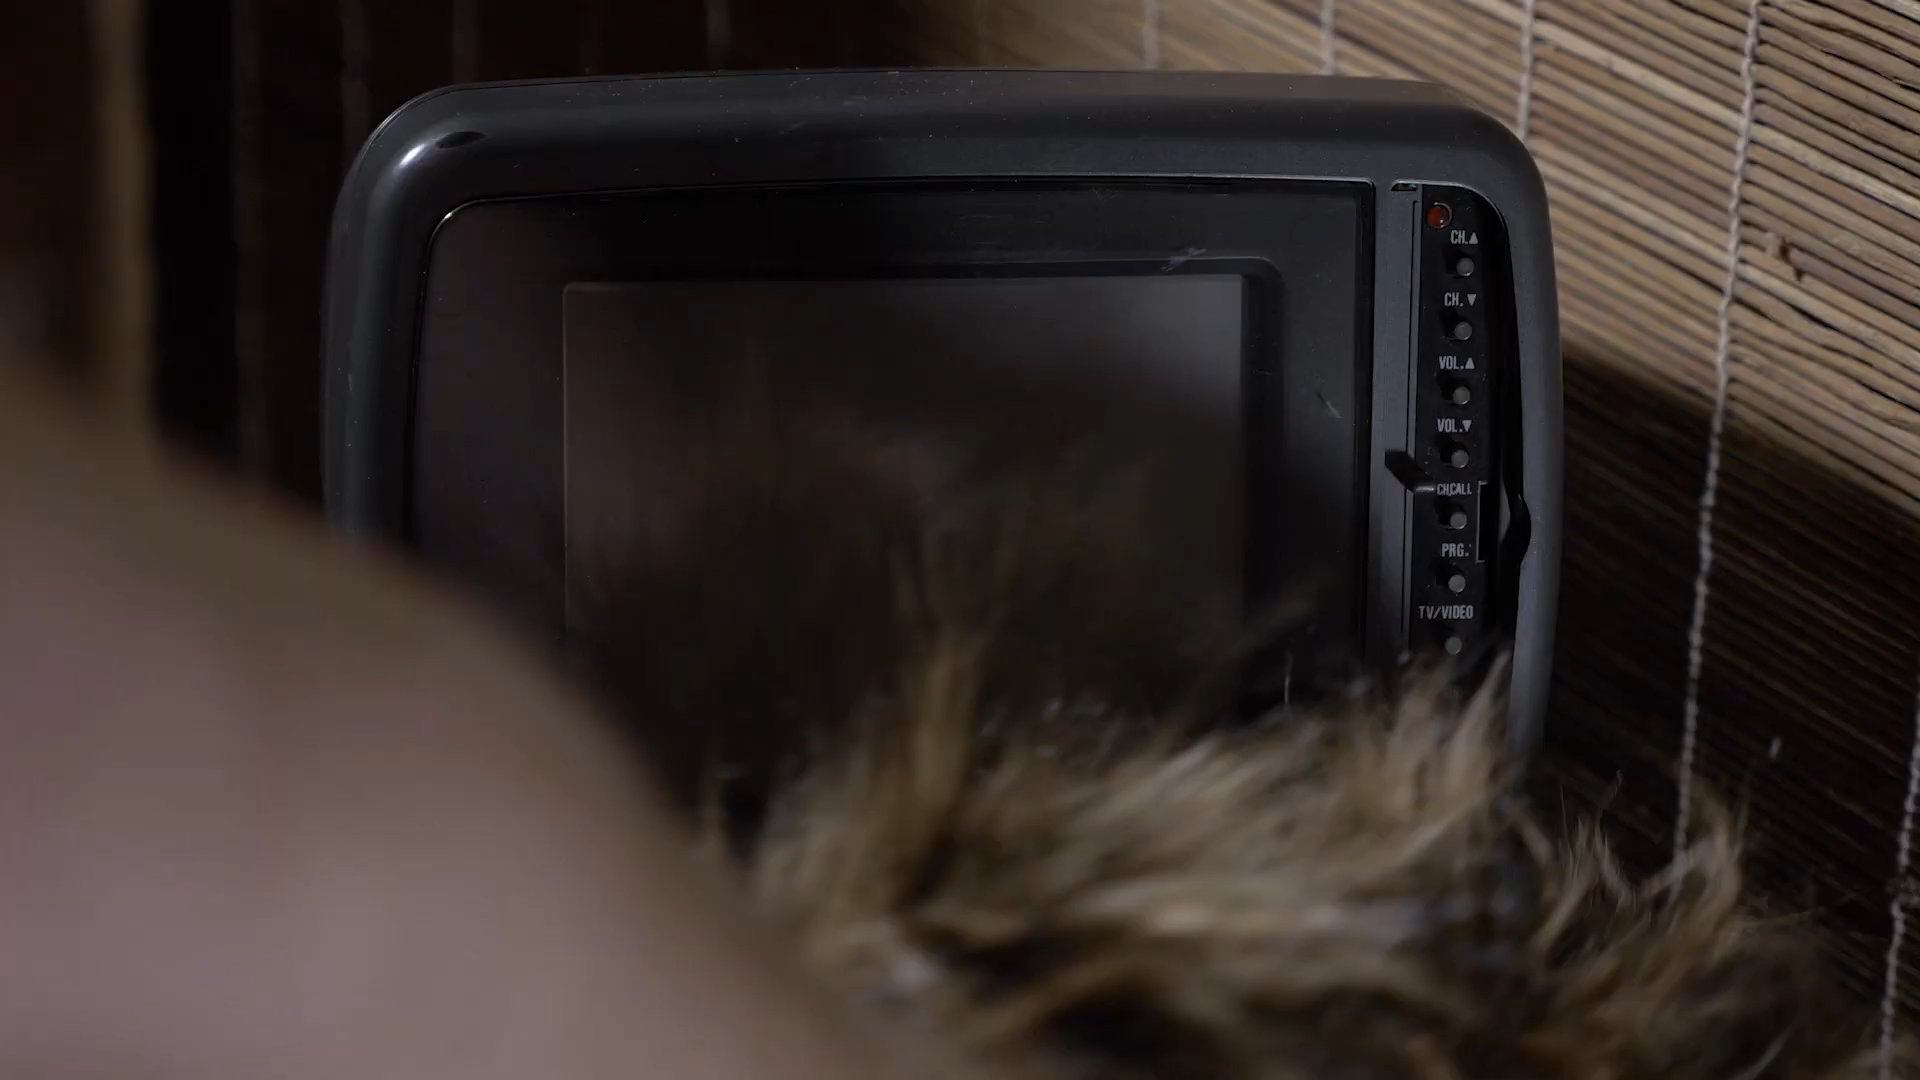 CH.▲
CH.▼
VOL.▲
VOL.▼
CH.CALL
PRG.
TV/VIDEO